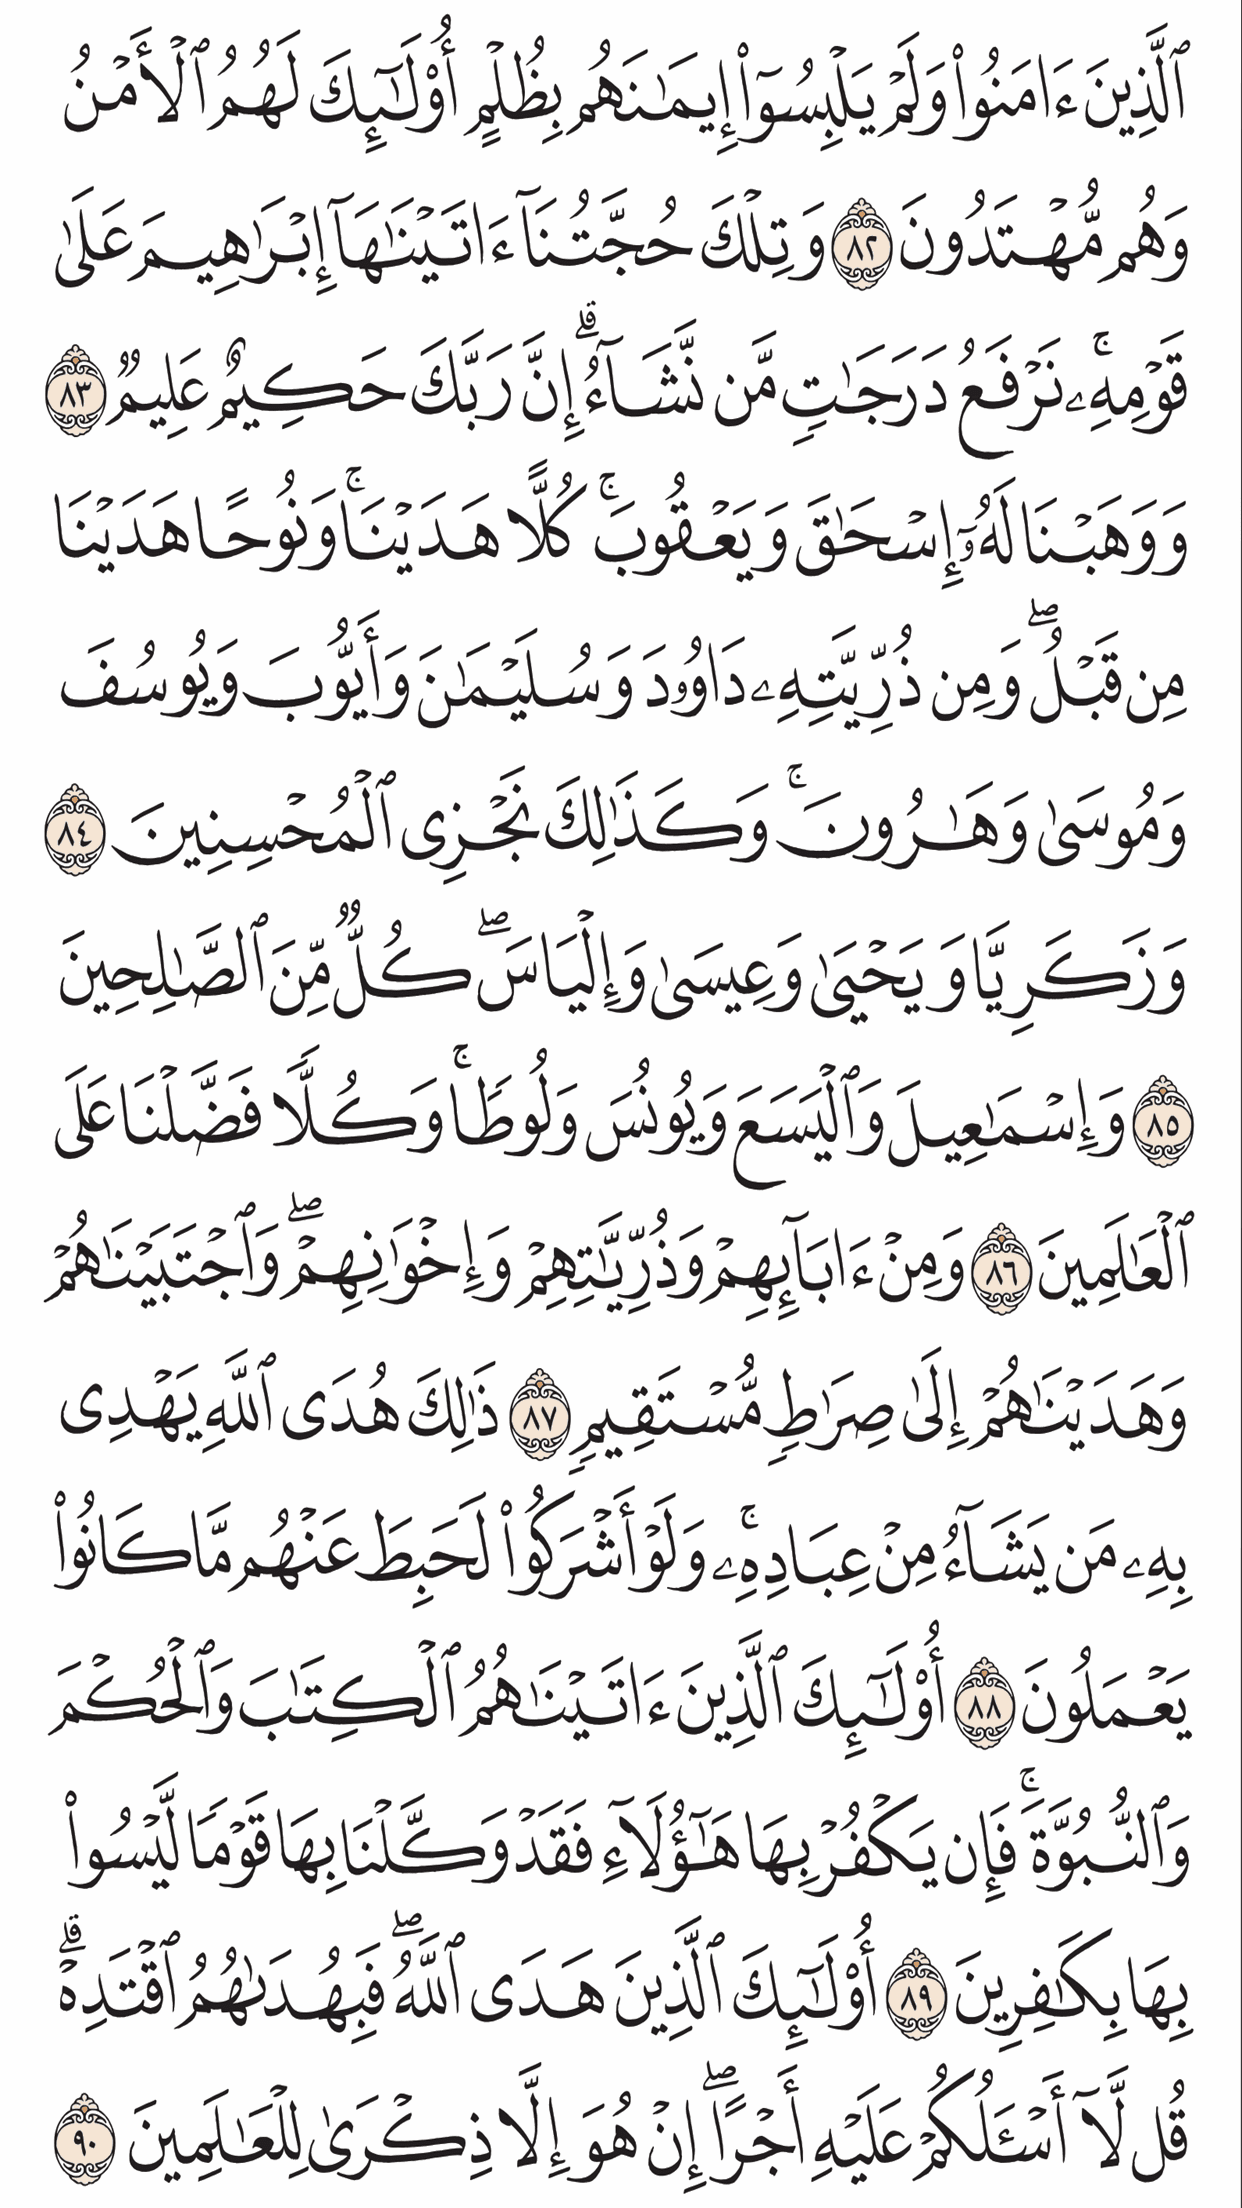 ٱلَّذِينَ ءَامَنُوا۟ وَلَمْ يَلْبِسُوٓا۟ إِيمَـٰنَهُم بِظُلْمٍ أُو۟لَـٰٓئِكَ لَهُمُ ٱلْأَمْنُ
وَهُم مُّهْتَدُونَ ٨٢ وَتِلْكَ حُجَّتُنَآ ءَاتَيْنَـٰهَآ إِبْرَٰهِيمَ عَلَىٰ
قَوْمِهِۦ ۚ نَرْفَعُ دَرَجَـٰتٍ مَّن نَّشَآءُ ۗ إِنَّ رَبَّكَ حَكِيمٌ عَلِيمٌ ٨٣
وَوَهَبْنَا لَهُۥٓ إِسْحَـٰقَ وَيَعْقُوبَ ۚ كُلًّا هَدَيْنَا ۚ وَنُوحًا هَدَيْنَا
مِن قَبْلُ ۖ وَمِن ذُرِّيَّتِهِۦ دَاوُۥدَ وَسُلَيْمَـٰنَ وَأَيُّوبَ وَيُوسُفَ
وَمُوسَىٰ وَهَـٰرُونَ ۚ وَكَذَٰلِكَ نَجْزِى ٱلْمُحْسِنِينَ ٨٤
وَزَكَرِيَّا وَيَحْيَىٰ وَعِيسَىٰ وَإِلْيَاسَ ۖ كُلٌّ مِّنَ ٱلصَّـٰلِحِينَ
٨٥ وَإِسْمَـٰعِيلَ وَٱلْيَسَعَ وَيُونُسَ وَلُوطًا ۚ وَكُلًّا فَضَّلْنَا عَلَى
ٱلْعَـٰلَمِينَ ٨٦ وَمِنْ ءَابَآئِهِمْ وَذُرِّيَّـٰتِهِمْ وَإِخْوَٰنِهِمْ ۖ وَٱجْتَبَيْنَـٰهُمْ
وَهَدَيْنَـٰهُمْ إِلَىٰ صِرَٰطٍ مُّسْتَقِيمٍ ٨٧ ذَٰلِكَ هُدَى ٱللَّهِ يَهْدِى
بِهِۦ مَن يَشَآءُ مِنْ عِبَادِهِۦ ۚ وَلَوْ أَشْرَكُوا۟ لَحَبِطَ عَنْهُم مَّا كَانُوا۟
يَعْمَلُونَ ٨٨ أُو۟لَـٰٓئِكَ ٱلَّذِينَ ءَاتَيْنَـٰهُمُ ٱلْكِتَـٰبَ وَٱلْحُكْمَ
وَٱلنُّبُوَّةَ ۚ فَإِن يَكْفُرْ بِهَا هَـٰٓؤُلَآءِ فَقَدْ وَكَّلْنَا بِهَا قَوْمًا لَّيْسُوا۟
بِهَا بِكَـٰفِرِينَ ٨٩ أُو۟لَـٰٓئِكَ ٱلَّذِينَ هَدَى ٱللَّهُ ۖ فَبِهُدَىٰهُمُ ٱقْتَدِهْ ۗ
قُل لَّآ أَسْـَٔلُكُمْ عَلَيْهِ أَجْرًا ۖ إِنْ هُوَ إِلَّا ذِكْرَىٰ لِلْعَـٰلَمِينَ ٩٠